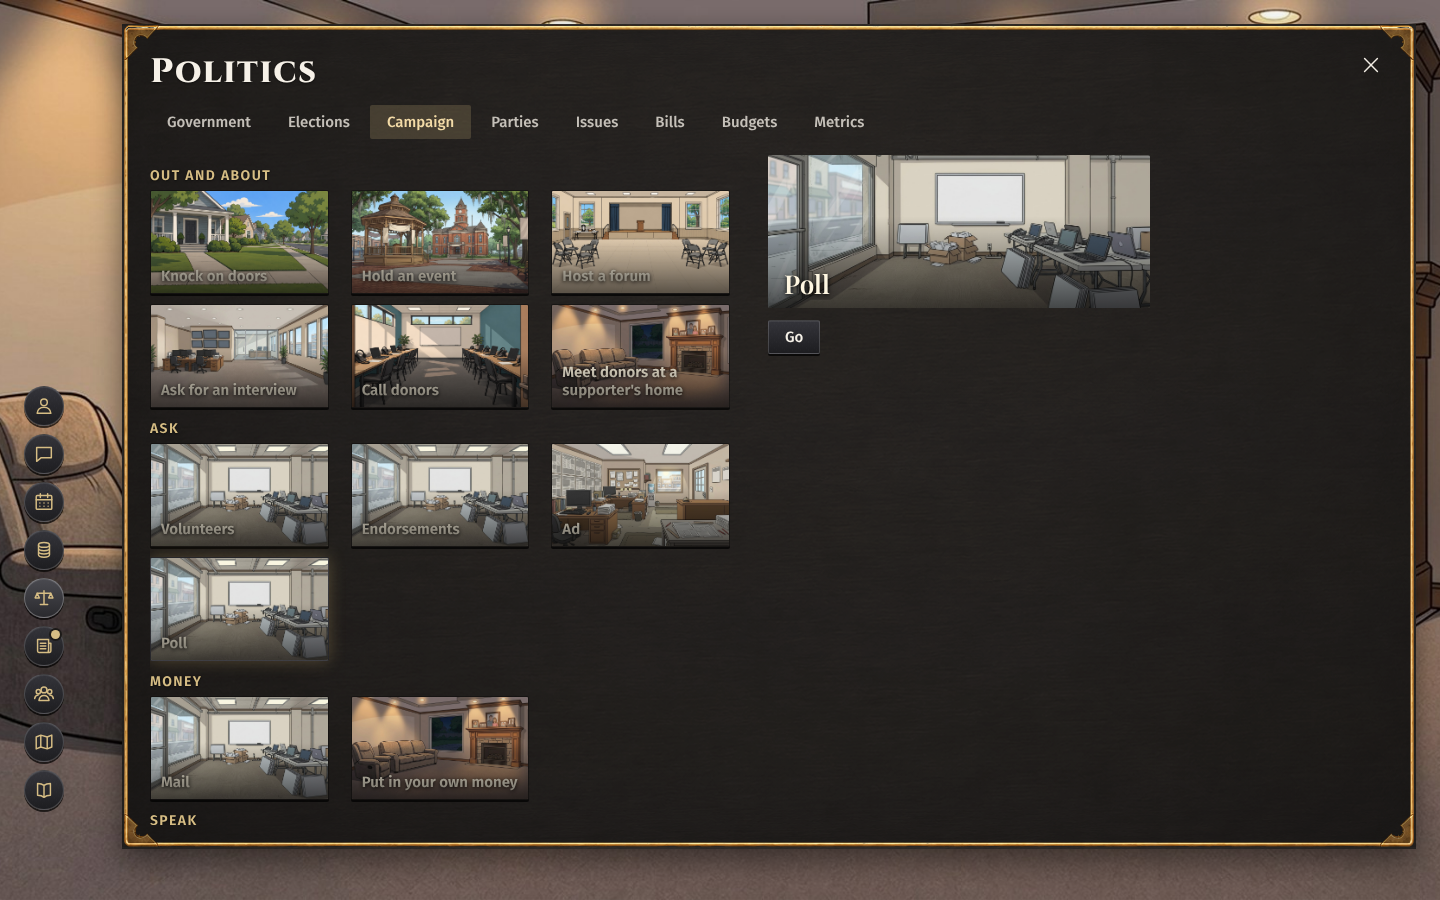 Politics
Government
Elections
Campaign
Parties
Issues
Bills
Budgets
Metrics
OUT AND ABOUT
Knock on doors
Hold an event
Host a forum
Ask for an interview
Call donors
Meet donors at a
supporter's home
ASK
Volunteers
Endorsements
Ad
Poll
MONEY
Mail
Put in your own money
SPEAK
Poll
Go